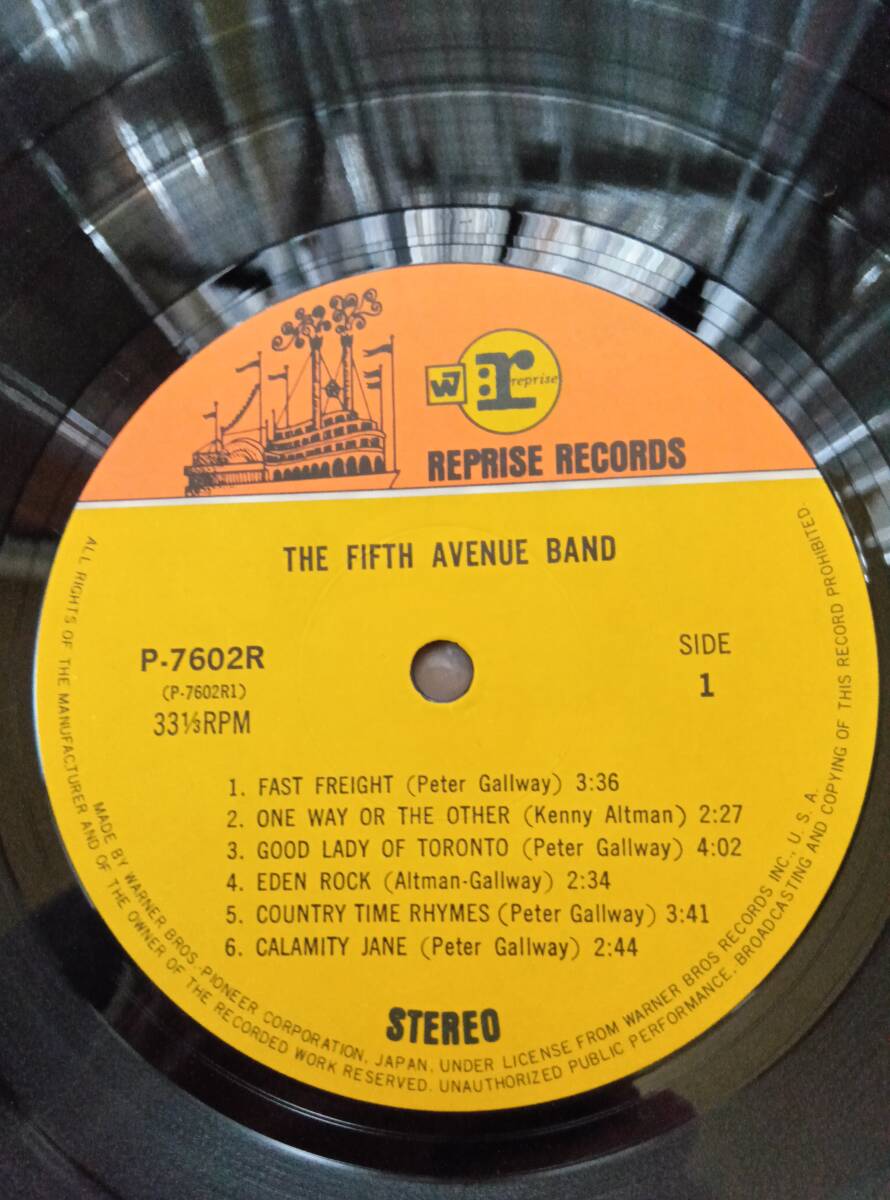 W
r
reprise
REPRISE RECORDS
THE FIFTH AVENUE BAND
P-7602R
(P-7602R1)
33⅓RPM
SIDE
1
1. FAST FREIGHT (Peter Gallway) 3:36
2. ONE WAY OR THE OTHER (Kenny Altman) 2:27
3. GOOD LADY OF TORONTO (Peter Gallway) 4:02
4. EDEN ROCK (Altman-Gallway) 2:34
5. COUNTRY TIME RHYMES (Peter Gallway) 3:41
6. CALAMITY JANE (Peter Gallway) 2:44
STEREO
MADE BY WARNER BROS.-PIONEER CORPORATION, JAPAN, UNDER LICENSE FROM WARNER BROS RECORDS INC., U. S. A.
ALL RIGHTS OF THE MANUFACTURER AND OF THE OWNER OF THE RECORDED WORK RESERVED. UNAUTHORIZED PUBLIC PERFORMANCE, BROADCASTING AND COPYING OF THIS RECORD PROHIBITED.